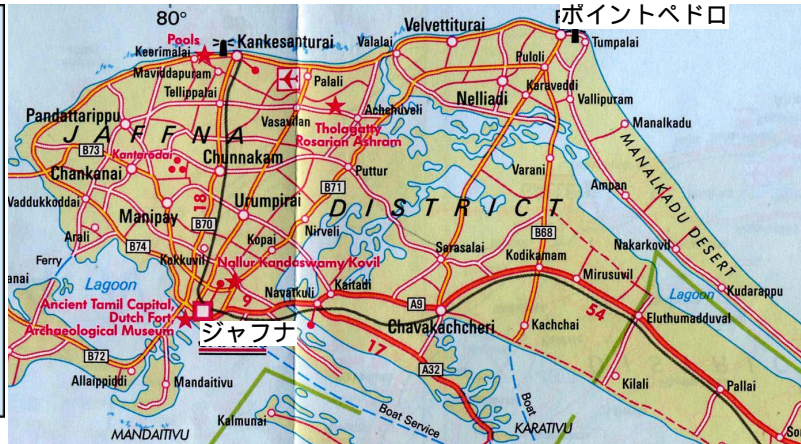 80°
ポイントペドロ
Velvettiturai
Pools
Kankesanturai
Valalai
Tumpalai
Keerimalai
Maviddapuram
Palali
Puloli
Tellippalai
Karaveddi
Nelliadi
Vallipuram
Achchuveli
Pandattarippu
Vasavilan
Tholagatty
Rosarian Ashram
Manalkadu
JAFFNA
B73
Kantarodai
Chunnakam
Chankanai
Puttur
Varani
MANALKADU DESERT
B71
Ampan
Vaddukkoddai
18
Urumpirai
DISTRICT
Manipay
B70
Nirveli
B68
Arali
B74
Kopai
Sarasalai
Kodikamam
Nakarkovil
Ferry
Kokkuvil
Nallur Kandaswamy Kovil
Mirusuvil
anai
Lagoon
Kaitadi
Lagoon
Kudarappu
Ancient Tamil Capital,
Dutch Fort
Archaeological Museum
9
Navatkuli
A9
54
Eluthumadduval
ジャフナ
Chavakachcheri
Kachchai
B72
17
A32
Allaippiddi
Mandaitivu
Kilali
Pallai
Kalmunai
Boat Service
Boat
KARATIVU
MANDAITIVU